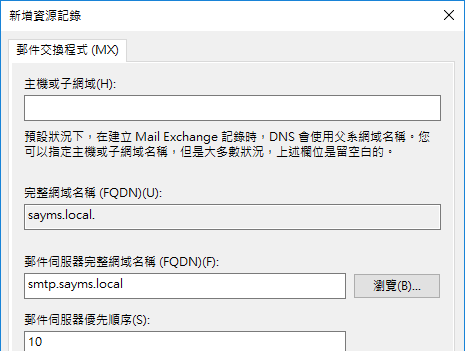 新增資源記錄
郵件交換程式 (MX)
主機或子網域(H):
預設狀況下，在建立 Mail Exchange 記錄時，DNS 會使用父系網域名稱。您
可以指定主機或子網域名稱，但是大多數狀況，上述欄位是留空白的。
完整網域名稱 (FQDN)(U):
sayms.local.
郵件伺服器完整網域名稱 (FQDN)(F):
smtp.sayms.local
瀏覽(B)...
郵件伺服器優先順序(S):
10